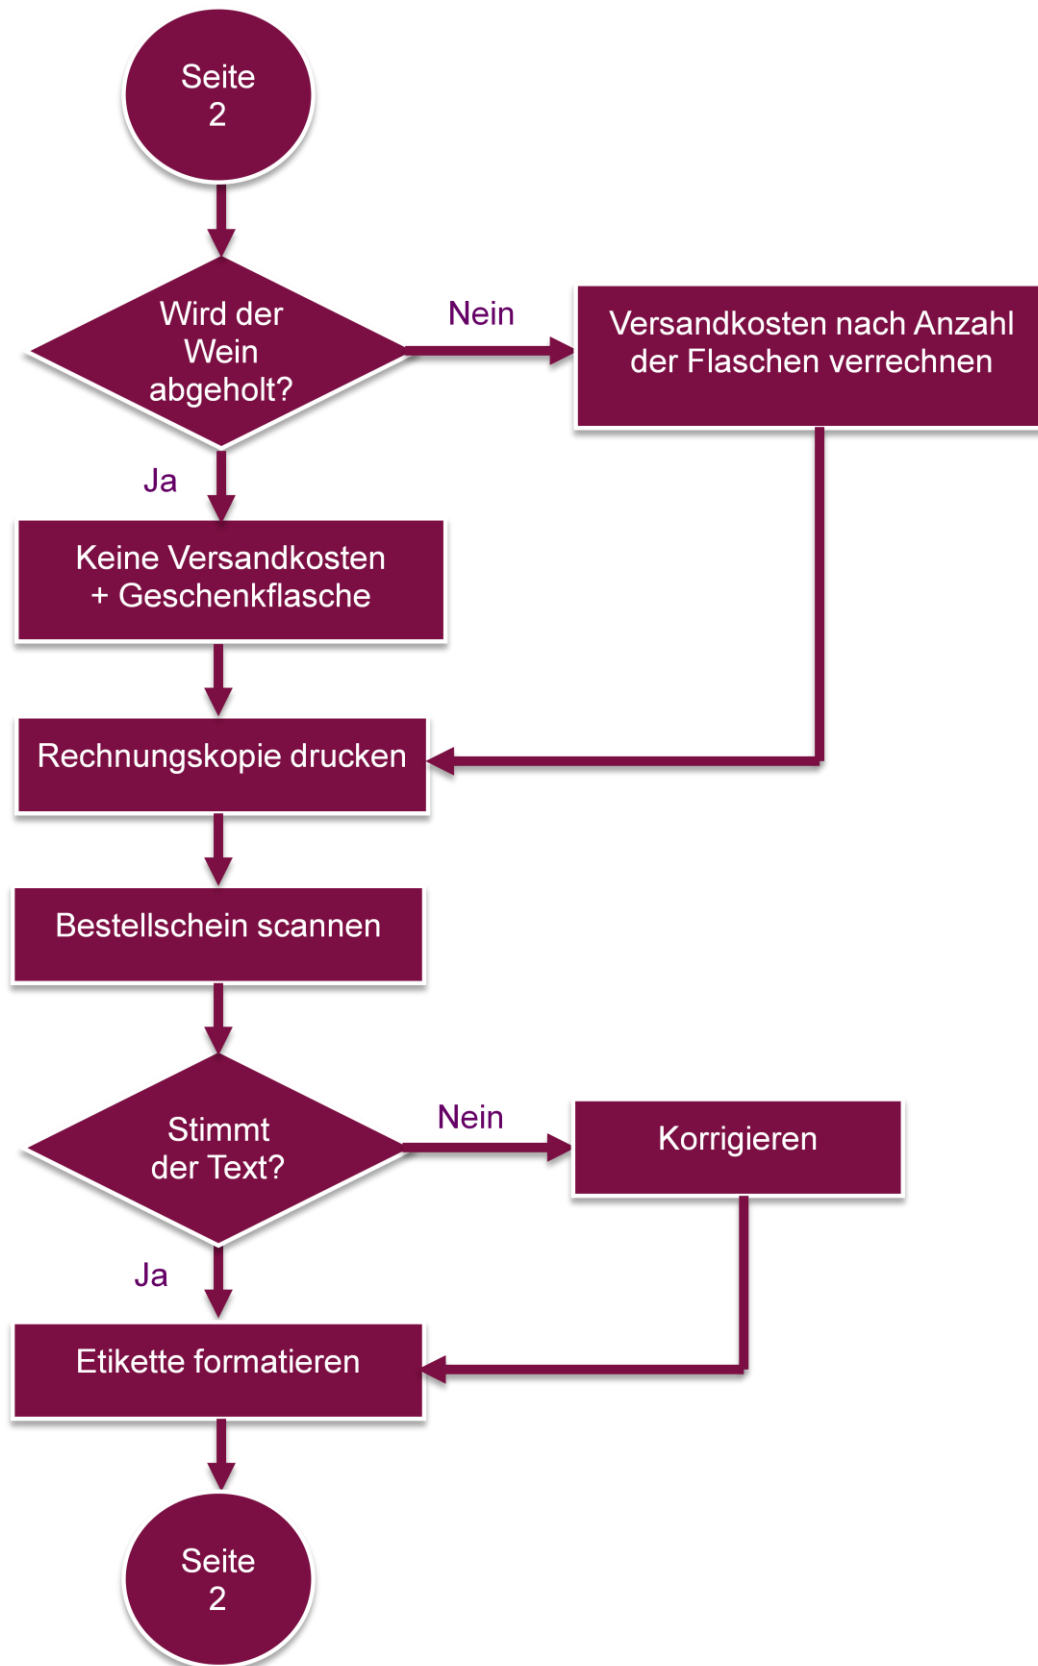 Seite
2
Wird der
Wein
abgeholt?
Nein
Versandkosten nach Anzahl
der Flaschen verrechnen
Ja
Keine Versandkosten
+ Geschenkflasche
Rechnungskopie drucken
Bestellschein scannen
Stimmt
der Text?
Nein
Korrigieren
Ja
Etikette formatieren
Seite
2